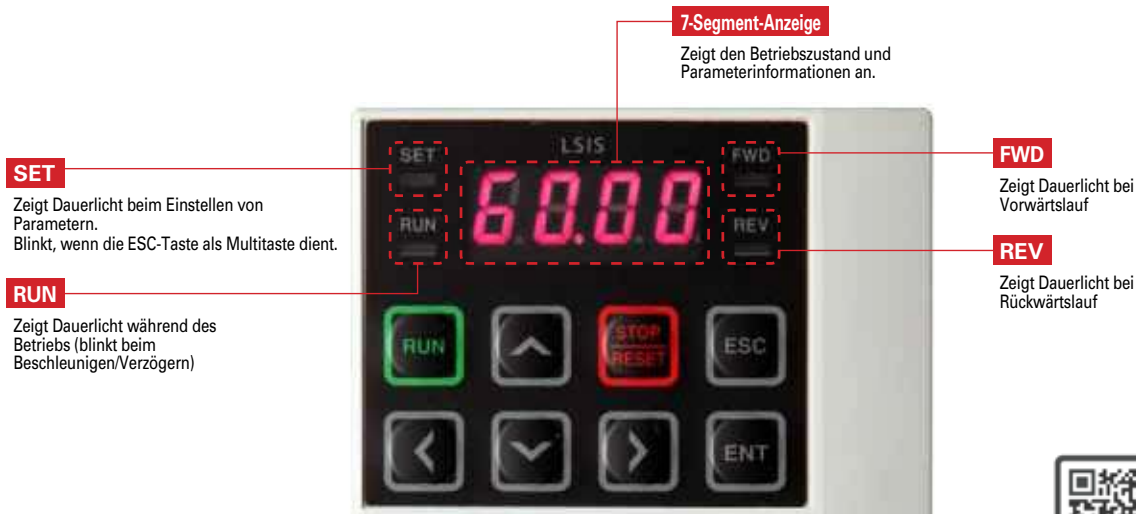 7-Segment-Anzeige
Zeigt den Betriebszustand und
Parameterinformationen an.
SET
Zeigt Dauerlicht beim Einstellen von
Parametern.
Blinkt, wenn die ESC-Taste als Multitaste dient.
RUN
Zeigt Dauerlicht während des
Betriebs (blinkt beim
Beschleunigen/Verzögern)
LSIS
SET
FWD
60.00
RUN
REV
RUN
STOP
RESET
ESC
ENT
FWD
Zeigt Dauerlicht bei
Vorwärtslauf
REV
Zeigt Dauerlicht bei
Rückwärtslauf